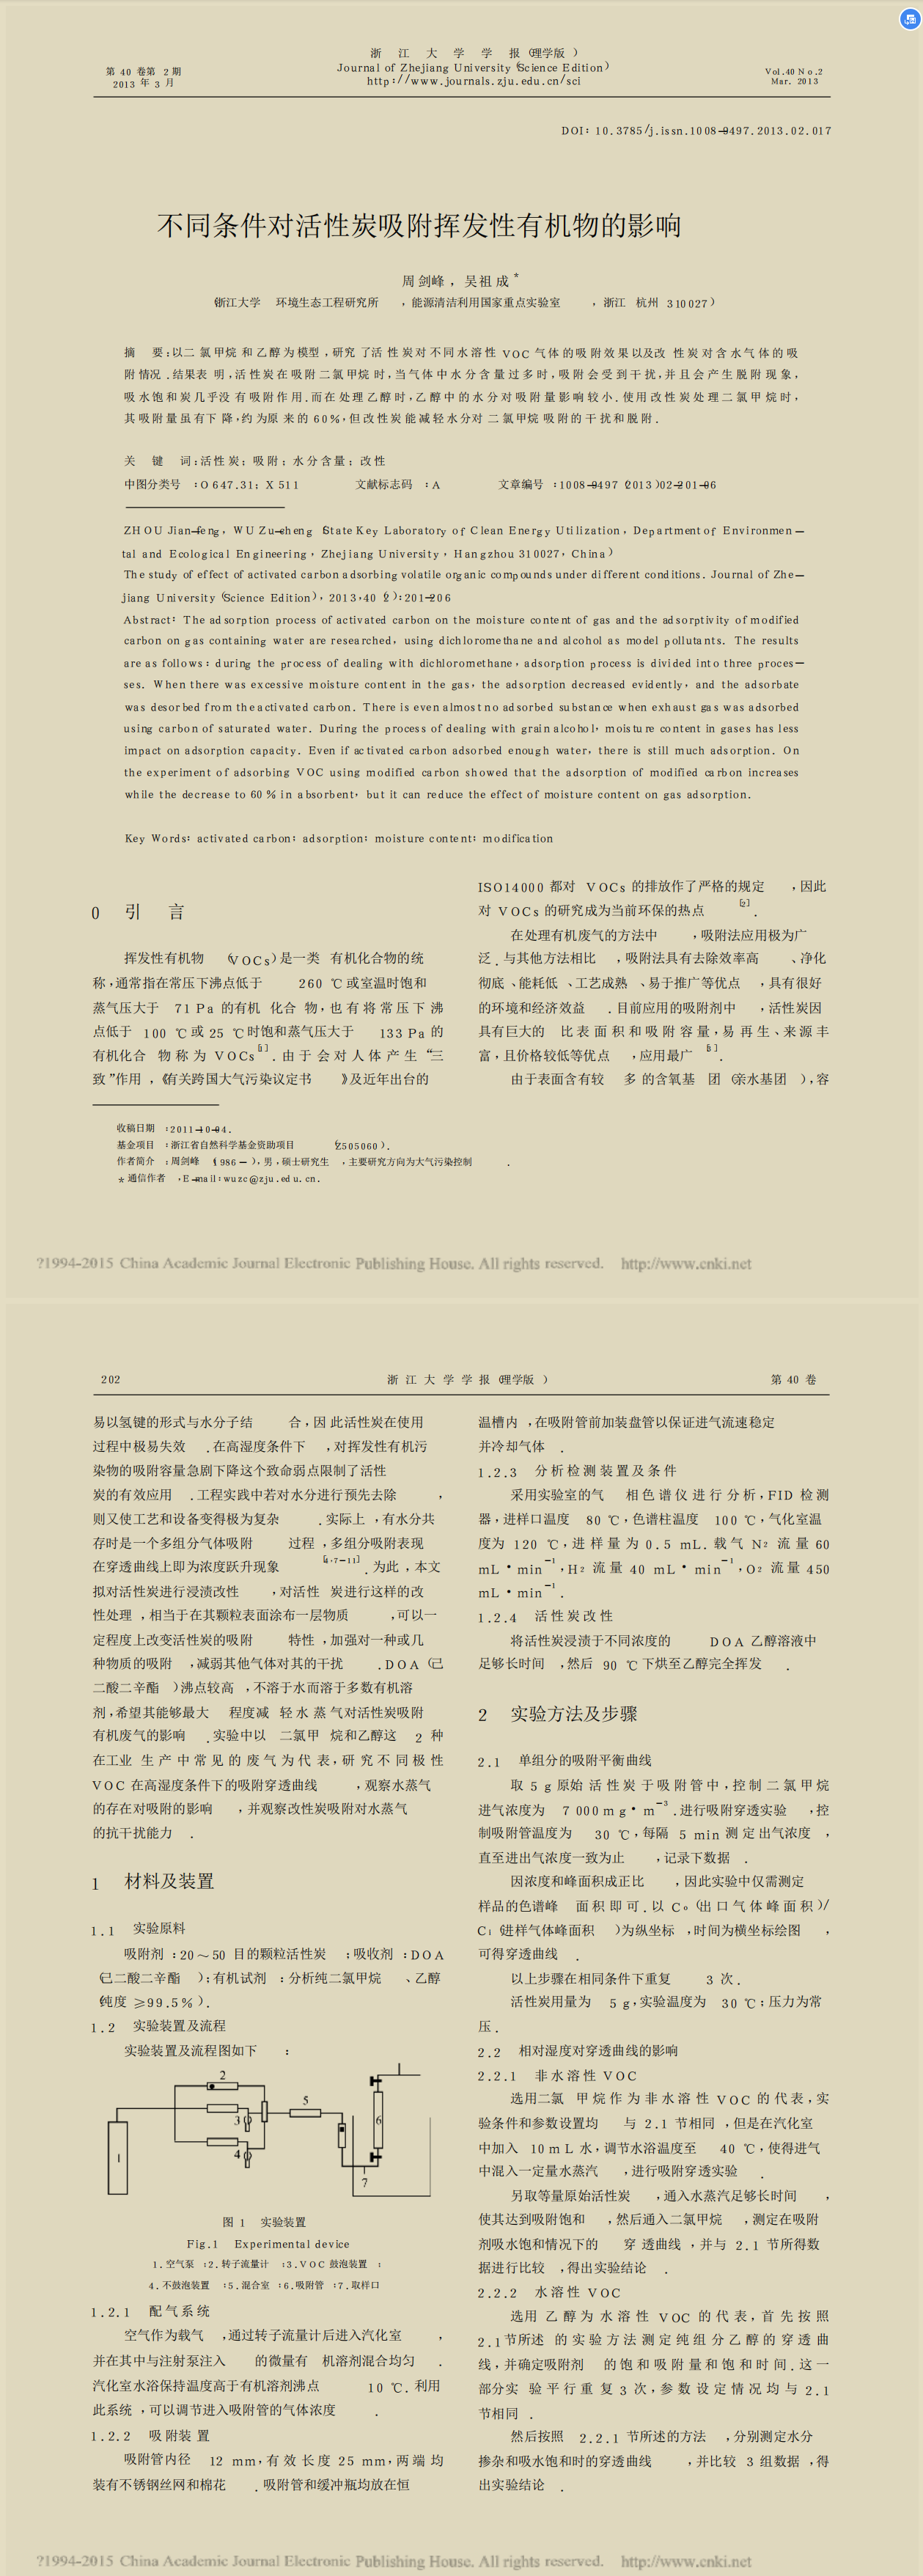 浙 江 大 学 学 报(理学版)
第 40 卷第 2 期
Journal of Zhejiang University(Science Edition)
Vol.40 No.2
2013 年 3 月
http://www.journals.zju.edu.cn/sci
Mar. 2013
DOI: 10.3785/j.issn.1008-9497.2013.02.017
不同条件对活性炭吸附挥发性有机物的影响
周剑峰, 吴祖成*
(浙江大学 环境生态工程研究所, 能源清洁利用国家重点实验室, 浙江 杭州 310027)
摘 要:以二氯甲烷和乙醇为模型,研究了活性炭对不同水溶性 VOC 气体的吸附效果以及改性炭对含水气体的吸
附情况.结果表明,活性炭在吸附二氯甲烷时,当气体中水分含量过多时,吸附会受到干扰,并且会产生脱附现象,
吸水饱和炭几乎没有吸附作用.而在处理乙醇时,乙醇中的水分对吸附量影响较小.使用改性炭处理二氯甲烷时,
其吸附量虽有下降,约为原来的 60%,但改性炭能减轻水分对二氯甲烷吸附的干扰和脱附.
关 键 词:活性炭; 吸附; 水分含量; 改性
中图分类号:O 647.31; X 511 文献标志码:A 文章编号:1008-9497(2013)02-201-06
ZHOU Jian-feng, WU Zu-cheng (State Key Laboratory of Clean Energy Utilization, Department of Environmen-
tal and Ecological Engineering, Zhejiang University, Hangzhou 310027, China)
The study of effect of activated carbon adsorbing volatile organic compounds under different conditions. Journal of Zhe-
jiang University(Science Edition), 2013,40(2):201-206
Abstract: The adsorption process of activated carbon on the moisture content of gas and the adsorptivity of modified
carbon on gas containing water are researched, using dichloromethane and alcohol as model pollutants. The results
are as follows: during the process of dealing with dichloromethane, adsorption process is divided into three proces-
ses. When there was excessive moisture content in the gas, the adsorption decreased evidently, and the adsorbate
was desorbed from the activated carbon. There is even almost no adsorbed substance when exhaust gas was adsorbed
using carbon of saturated water. During the process of dealing with grain alcohol, moisture content in gases has less
impact on adsorption capacity. Even if activated carbon adsorbed enough water, there is still much adsorption. On
the experiment of adsorbing VOC using modified carbon showed that the adsorption of modified carbon increases
while the decrease to 60 % in absorbent, but it can reduce the effect of moisture content on gas adsorption.
Key Words: activated carbon; adsorption; moisture content; modification
0 引 言
挥发性有机物(VOCs)是一类有机化合物的统
称,通常指在常压下沸点低于 260 ℃或室温时饱和
蒸气压大于 71 Pa 的有机化合物,也有将常压下沸
点低于 100 ℃或 25 ℃时饱和蒸气压大于 133 Pa 的
有机化合物称为 VOCs[1].由于会对人体产生“三
致”作用,《有关跨国大气污染议定书》及近年出台的
收稿日期:2011-10-04.
基金项目:浙江省自然科学基金资助项目(Z505060).
作者简介:周剑峰(1986-),男,硕士研究生,主要研究方向为大气污染控制.
*通信作者,E-mail:wuzc@zju.edu.cn.
ISO14000 都对 VOCs 的排放作了严格的规定,因此
对 VOCs 的研究成为当前环保的热点[2].
在处理有机废气的方法中,吸附法应用极为广
泛.与其他方法相比,吸附法具有去除效率高、净化
彻底、能耗低、工艺成熟、易于推广等优点,具有很好
的环境和经济效益.目前应用的吸附剂中,活性炭因
具有巨大的比表面积和吸附容量,易再生、来源丰
富,且价格较低等优点,应用最广[3].
由于表面含有较多的含氧基团(亲水基团),容
?1994-2015 China Academic Journal Electronic Publishing House. All rights reserved. http://www.cnki.net
202 浙 江 大 学 学 报(理学版) 第 40 卷
易以氢键的形式与水分子结合,因此活性炭在使用
过程中极易失效.在高湿度条件下,对挥发性有机污
染物的吸附容量急剧下降这个致命弱点限制了活性
炭的有效应用.工程实践中若对水分进行预先去除,
则又使工艺和设备变得极为复杂.实际上,有水分共
存时是一个多组分气体吸附过程,多组分吸附表现
在穿透曲线上即为浓度跃升现象[4,7-11].为此,本文
拟对活性炭进行浸渍改性,对活性炭进行这样的改
性处理,相当于在其颗粒表面涂布一层物质,可以一
定程度上改变活性炭的吸附特性,加强对一种或几
种物质的吸附,减弱其他气体对其的干扰.DOA(己
二酸二辛酯)沸点较高,不溶于水而溶于多数有机溶
剂,希望其能够最大程度减轻水蒸气对活性炭吸附
有机废气的影响.实验中以二氯甲烷和乙醇这 2 种
在工业生产中常见的废气为代表,研究不同极性
VOC 在高湿度条件下的吸附穿透曲线,观察水蒸气
的存在对吸附的影响,并观察改性炭吸附对水蒸气
的抗干扰能力.
1 材料及装置
1.1 实验原料
吸附剂:20～50 目的颗粒活性炭;吸收剂:DOA
(己二酸二辛酯);有机试剂:分析纯二氯甲烷、乙醇
(纯度≥99.5%).
1.2 实验装置及流程
实验装置及流程图如下:
1
2
3
4
5
6
7
图 1 实验装置
Fig.1 Experimental device
1.空气泵;2.转子流量计;3.VOC 鼓泡装置;
4.不鼓泡装置;5.混合室;6.吸附管;7.取样口
1.2.1 配气系统
空气作为载气,通过转子流量计后进入汽化室,
并在其中与注射泵注入的微量有机溶剂混合均匀.
汽化室水浴保持温度高于有机溶剂沸点 10 ℃.利用
此系统,可以调节进入吸附管的气体浓度.
1.2.2 吸附装置
吸附管内径 12 mm,有效长度 25 mm,两端均
装有不锈钢丝网和棉花.吸附管和缓冲瓶均放在恒
温槽内,在吸附管前加装盘管以保证进气流速稳定
并冷却气体.
1.2.3 分析检测装置及条件
采用实验室的气相色谱仪进行分析,FID 检测
器,进样口温度 80 ℃,色谱柱温度 100 ℃,气化室温
度为 120 ℃,进样量为 0.5 mL.载气 N₂ 流量 60
mL·min⁻¹,H₂ 流量 40 mL·min⁻¹,O₂ 流量 450
mL·min⁻¹.
1.2.4 活性炭改性
将活性炭浸渍于不同浓度的 DOA 乙醇溶液中
足够长时间,然后 90 ℃下烘至乙醇完全挥发.
2 实验方法及步骤
2.1 单组分的吸附平衡曲线
取 5 g 原始活性炭于吸附管中,控制二氯甲烷
进气浓度为 7 000 mg·m⁻³.进行吸附穿透实验,控
制吸附管温度为 30 ℃,每隔 5 min 测定出气浓度,
直至进出气浓度一致为止,记录下数据.
因浓度和峰面积成正比,因此实验中仅需测定
样品的色谱峰面积即可.以 C₀(出口气体峰面积)/
Cᵢ(进样气体峰面积)为纵坐标,时间为横坐标绘图,
可得穿透曲线.
以上步骤在相同条件下重复 3 次.
活性炭用量为 5 g,实验温度为 30 ℃;压力为常
压.
2.2 相对湿度对穿透曲线的影响
2.2.1 非水溶性 VOC
选用二氯甲烷作为非水溶性 VOC 的代表,实
验条件和参数设置均与 2.1 节相同,但是在汽化室
中加入 10 mL 水,调节水浴温度至 40 ℃,使得进气
中混入一定量水蒸汽,进行吸附穿透实验.
另取等量原始活性炭,通入水蒸汽足够长时间,
使其达到吸附饱和,然后通入二氯甲烷,测定在吸附
剂吸水饱和情况下的穿透曲线,并与 2.1 节所得数
据进行比较,得出实验结论.
2.2.2 水溶性 VOC
选用乙醇为水溶性 VOC 的代表,首先按照
2.1节所述的实验方法测定纯组分乙醇的穿透曲
线,并确定吸附剂的饱和吸附量和饱和时间.这一
部分实验平行重复 3 次,参数设定情况均与 2.1
节相同.
然后按照 2.2.1 节所述的方法,分别测定水分
掺杂和吸水饱和时的穿透曲线,并比较 3 组数据,得
出实验结论.
?1994-2015 China Academic Journal Electronic Publishing House. All rights reserved. http://www.cnki.net